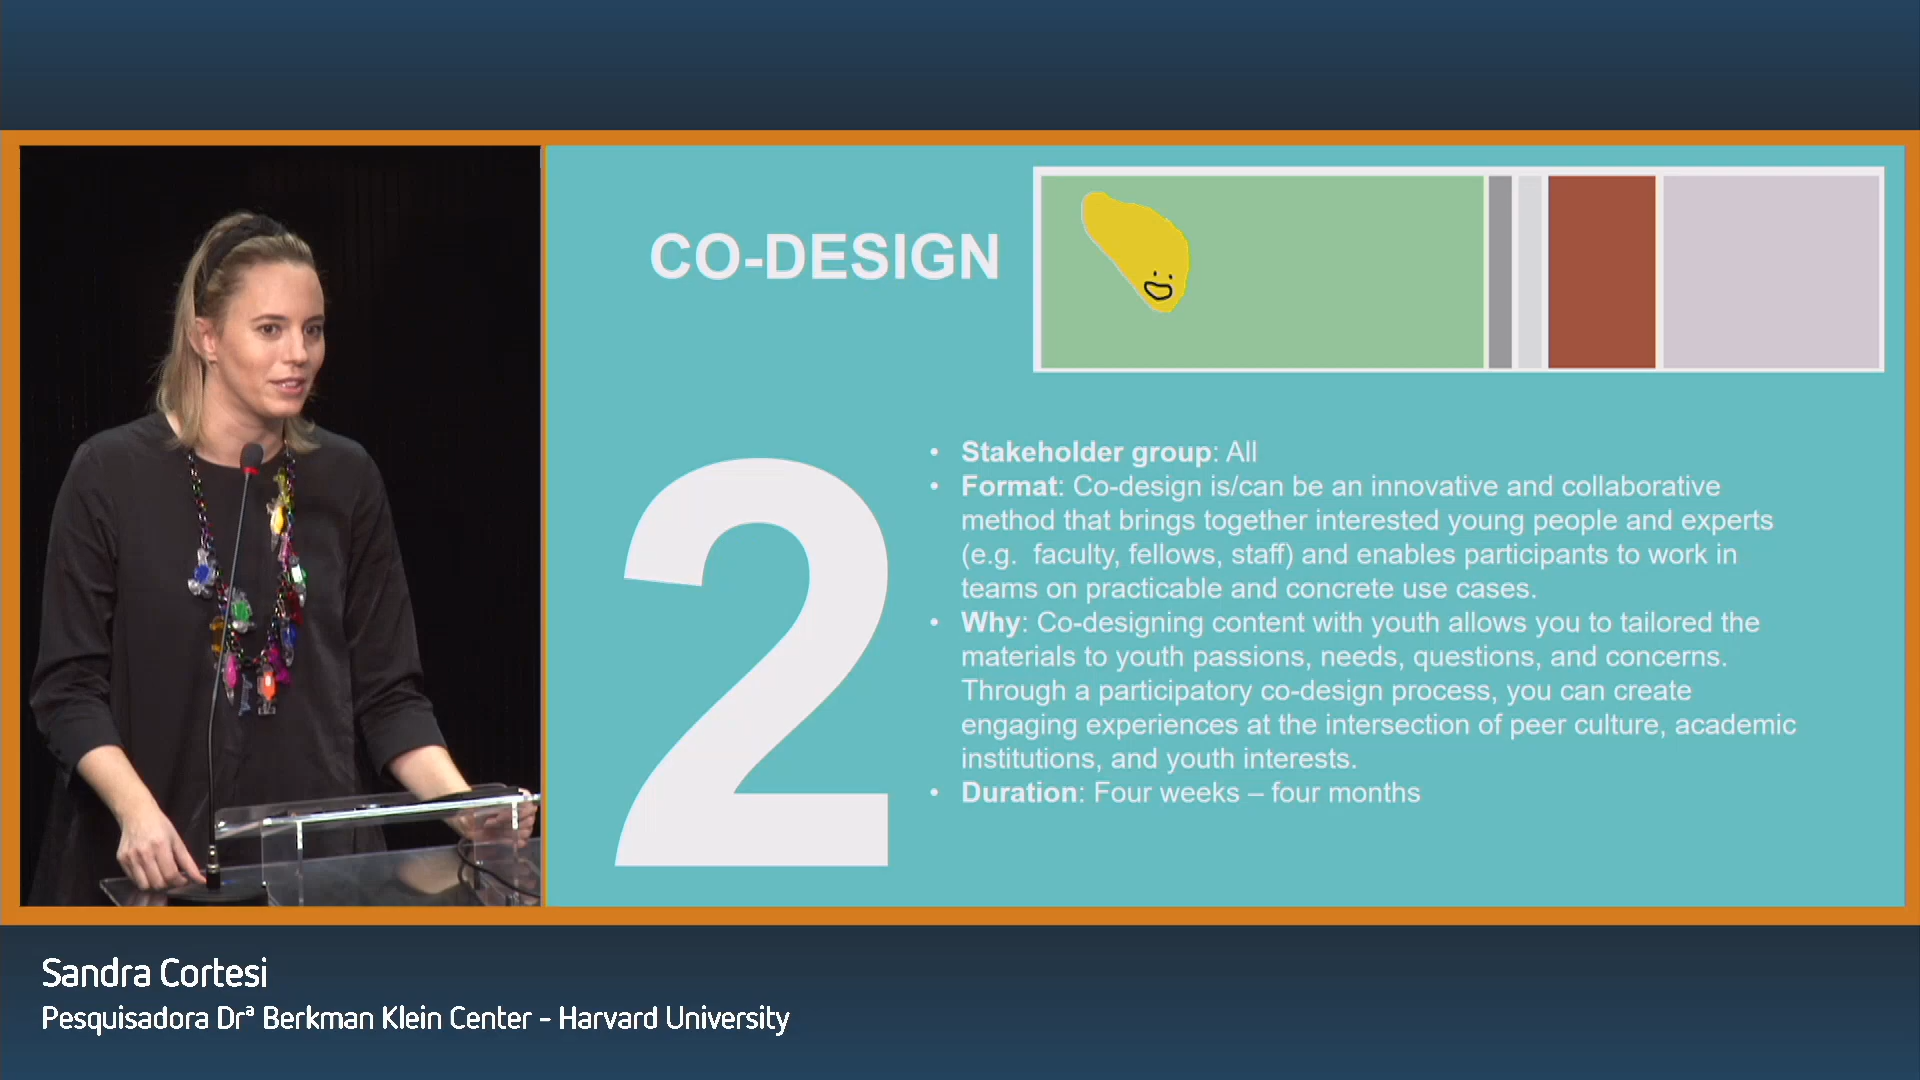 CO-DESIGN
2
• Stakeholder group: All
• Format: Co-design is/can be an innovative and collaborative
method that brings together interested young people and experts
(e.g. faculty, fellows, staff) and enables participants to work in
teams on practicable and concrete use cases.
• Why: Co-designing content with youth allows you to tailored the
materials to youth passions, needs, questions, and concerns.
Through a participatory co-design process, you can create
engaging experiences at the intersection of peer culture, academic
institutions, and youth interests.
• Duration: Four weeks – four months
Sandra Cortesi
Pesquisadora Drª Berkman Klein Center - Harvard University